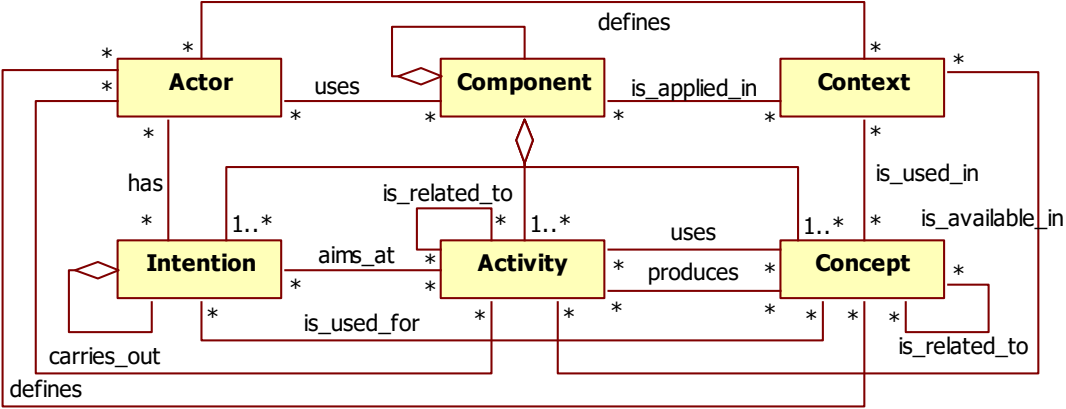 defines
* * * *
* *
Actor Component Context
uses is_applied_in
* * * * *
* *
has is_used_in
is_related_to
* 1..* * 1..* 1..* * is_available_in
uses
aims_at
Intention Activity Concept
* * * *
produces
* * * *
* * * * * * *
is_used_for
carries_out is_related_to
defines